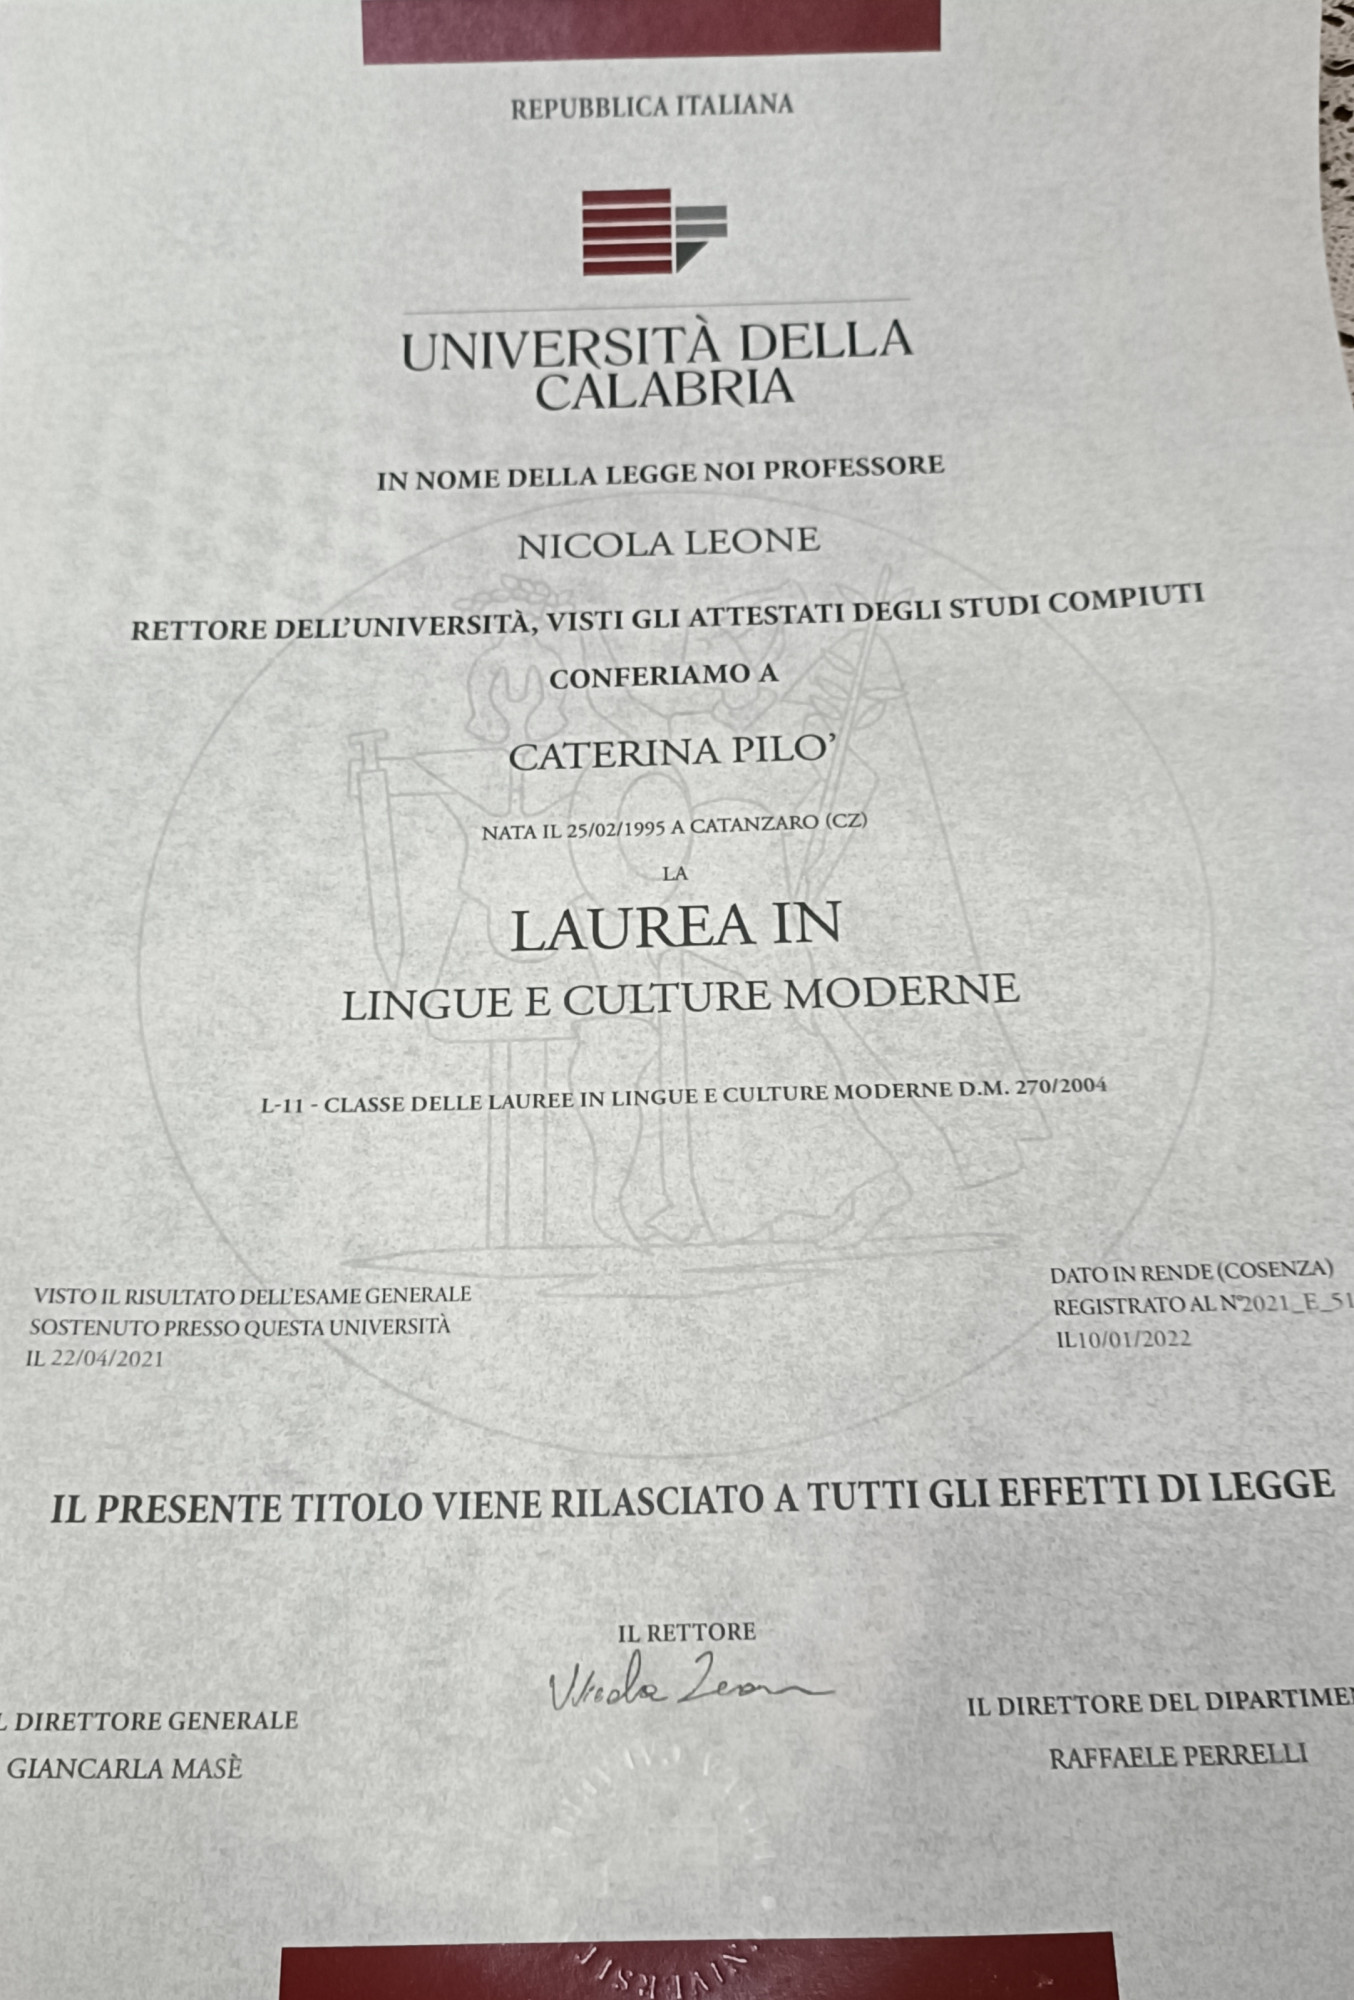 REPUBBLICA ITALIANA
UNIVERSITÀ DELLA
CALABRIA
IN NOME DELLA LEGGE NOI PROFESSORE
NICOLA LEONE
RETTORE DELL'UNIVERSITÀ, VISTI GLI ATTESTATI DEGLI STUDI COMPIUTI
CONFERIAMO A
CATERINA PILO'
NATA IL 25/02/1995 A CATANZARO (CZ)
LA
LAUREA IN
LINGUE E CULTURE MODERNE
L-11 - CLASSE DELLE LAUREE IN LINGUE E CULTURE MODERNE D.M. 270/2004
VISTO IL RISULTATO DELL'ESAME GENERALE
SOSTENUTO PRESSO QUESTA UNIVERSITÀ
IL 22/04/2021
DATO IN RENDE (COSENZA)
REGISTRATO AL N°2021_E_51
IL10/01/2022
IL PRESENTE TITOLO VIENE RILASCIATO A TUTTI GLI EFFETTI DI LEGGE
IL RETTORE
Nicola Leone
L DIRETTORE GENERALE
GIANCARLA MASÈ
IL DIRETTORE DEL DIPARTIME
RAFFAELE PERRELLI